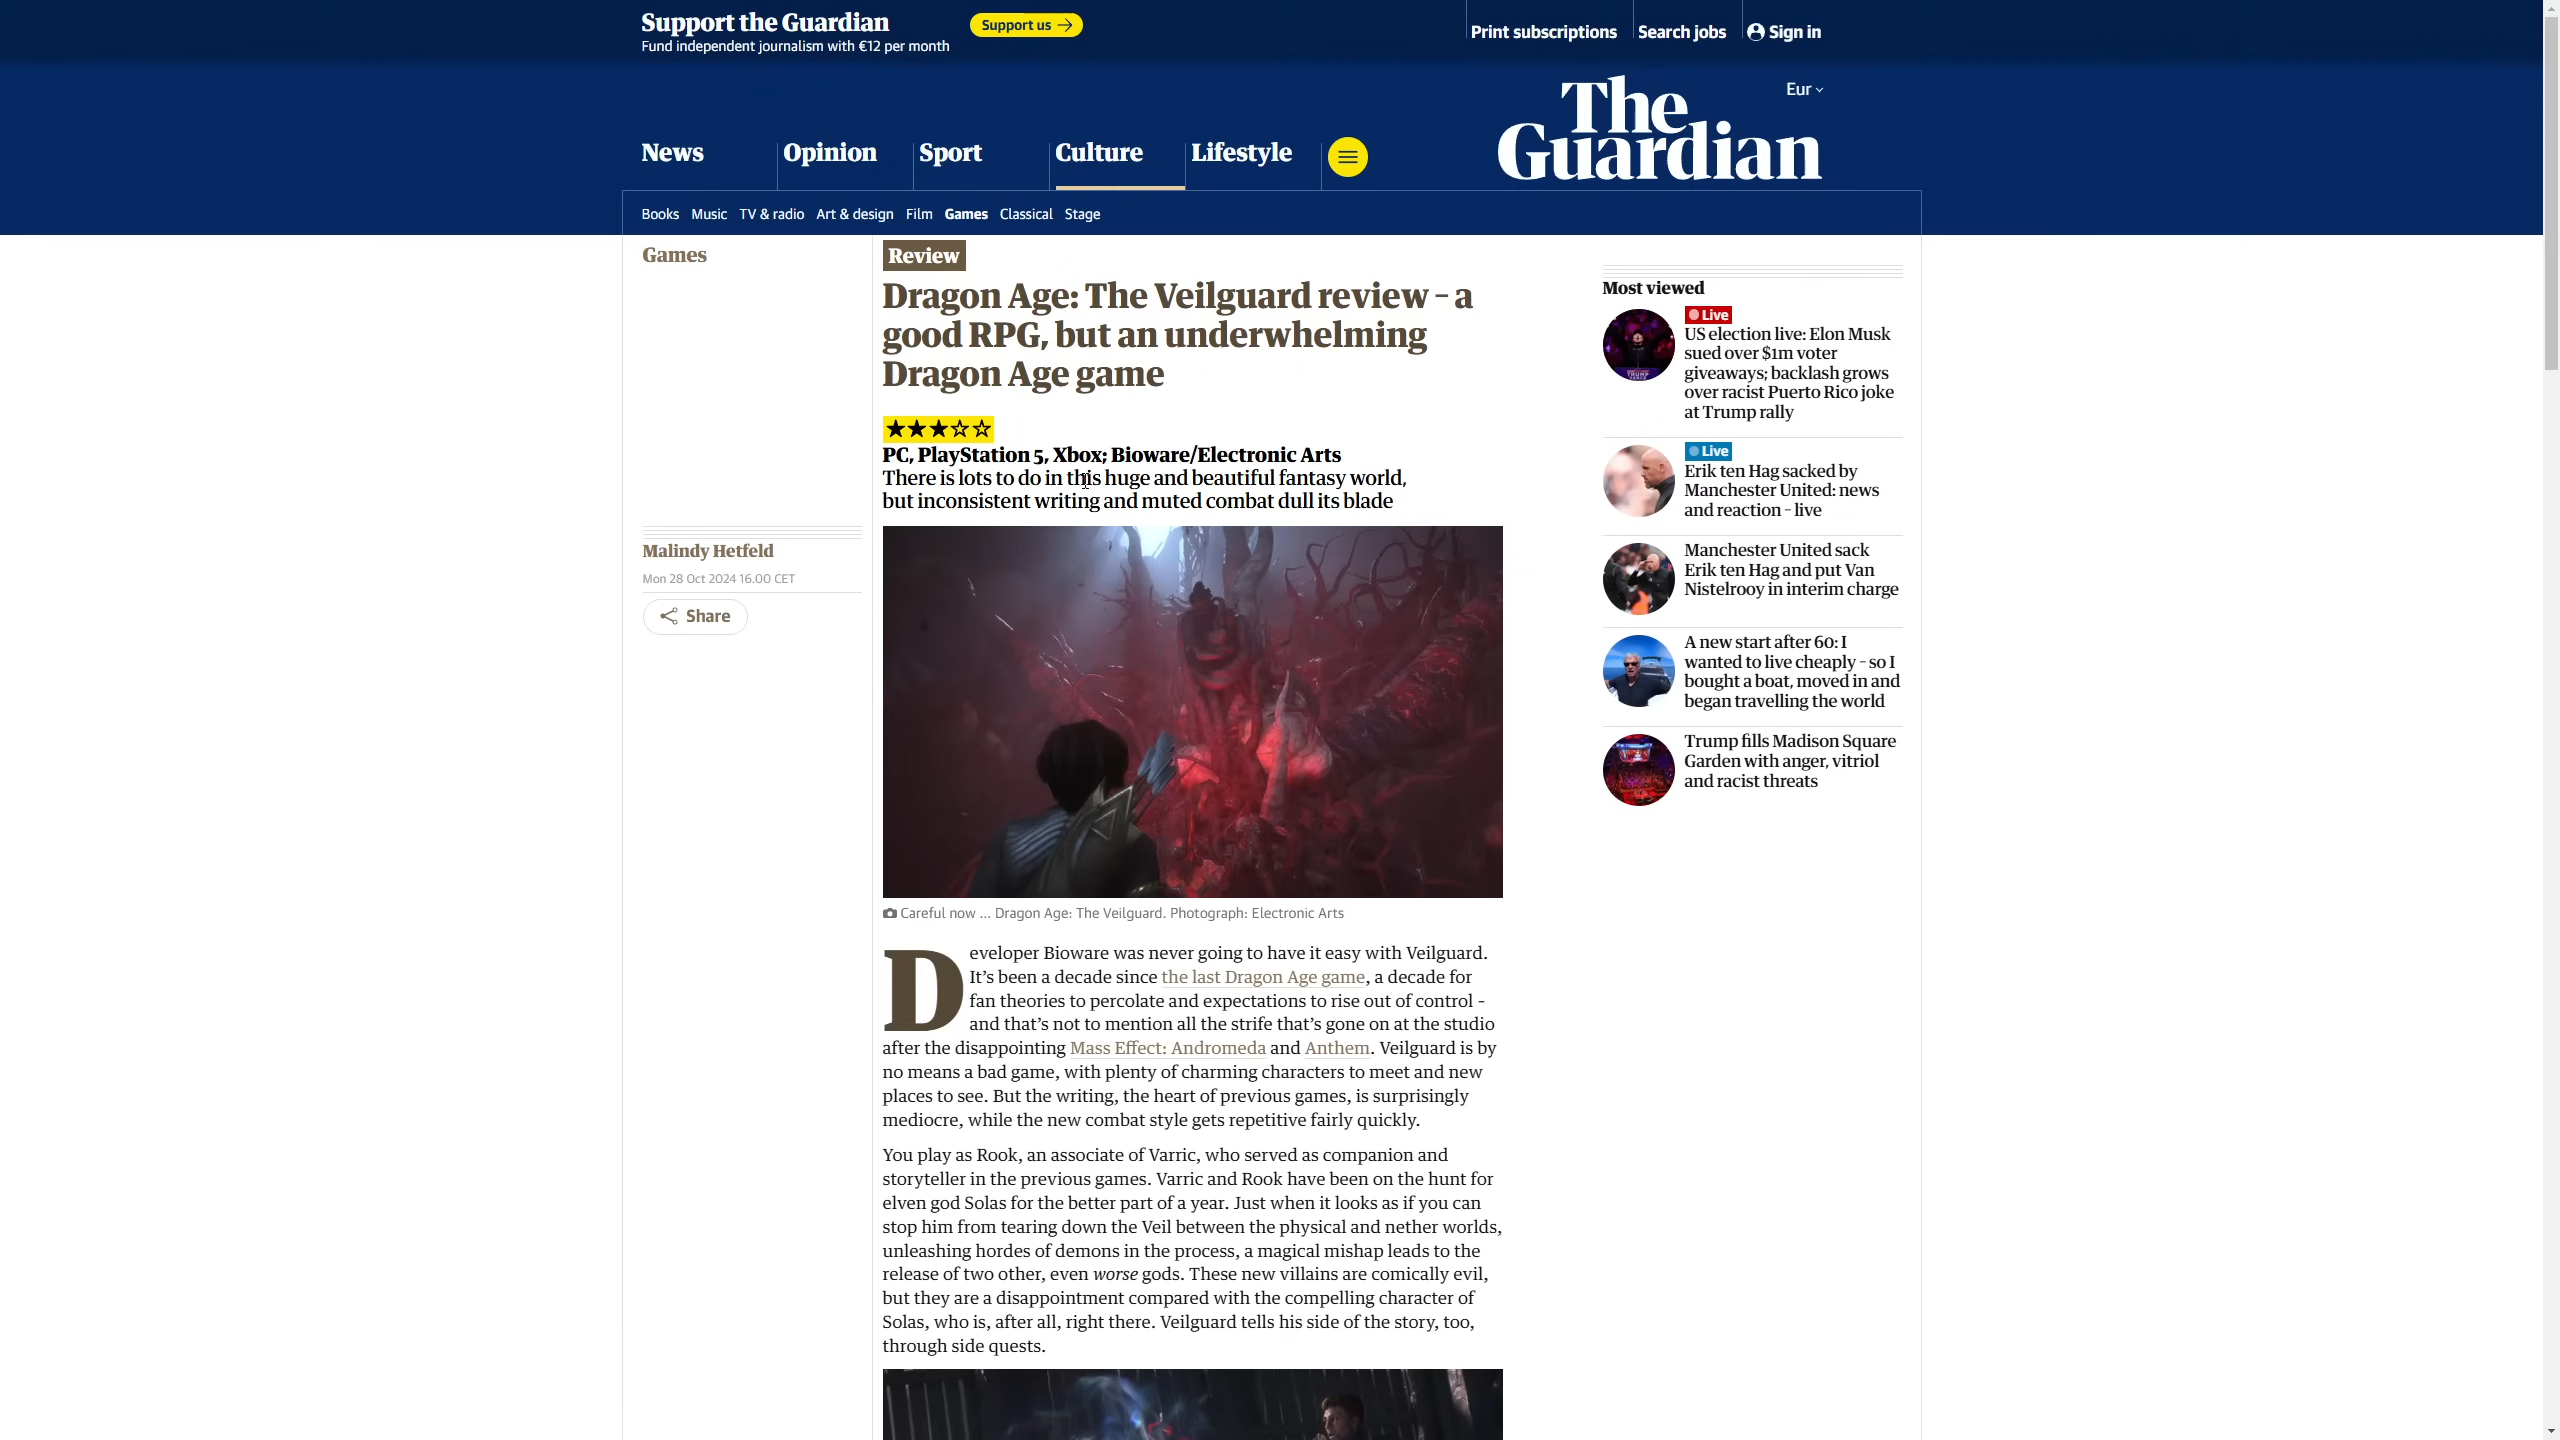 Support the Guardian
Fund independent journalism with €12 per month
Support us
Print subscriptions
Search jobs
Sign in
Eur
The
Guardian
News
Opinion
Sport
Culture
Lifestyle
Books
Music
TV & radio
Art & design
Film
Games
Classical
Stage
Games
Review
Dragon Age: The Veilguard review – a
good RPG, but an underwhelming
Dragon Age game
PC, PlayStation 5, Xbox; Bioware/Electronic Arts
There is lots to do in this huge and beautiful fantasy world,
but inconsistent writing and muted combat dull its blade
Malindy Hetfeld
Mon 28 Oct 2024 16.00 CET
Share
Careful now … Dragon Age: The Veilguard. Photograph: Electronic Arts
Developer Bioware was never going to have it easy with Veilguard.
It’s been a decade since the last Dragon Age game, a decade for
fan theories to percolate and expectations to rise out of control –
and that’s not to mention all the strife that’s gone on at the studio
after the disappointing Mass Effect: Andromeda and Anthem. Veilguard is by
no means a bad game, with plenty of charming characters to meet and new
places to see. But the writing, the heart of previous games, is surprisingly
mediocre, while the new combat style gets repetitive fairly quickly.
You play as Rook, an associate of Varric, who served as companion and
storyteller in the previous games. Varric and Rook have been on the hunt for
elven god Solas for the better part of a year. Just when it looks as if you can
stop him from tearing down the Veil between the physical and nether worlds,
unleashing hordes of demons in the process, a magical mishap leads to the
release of two other, even worse gods. These new villains are comically evil,
but they are a disappointment compared with the compelling character of
Solas, who is, after all, right there. Veilguard tells his side of the story, too,
through side quests.
Most viewed
Live
US election live: Elon Musk
sued over $1m voter
giveaways; backlash grows
over racist Puerto Rico joke
at Trump rally
Live
Erik ten Hag sacked by
Manchester United: news
and reaction – live
Manchester United sack
Erik ten Hag and put Van
Nistelrooy in interim charge
A new start after 60: I
wanted to live cheaply – so I
bought a boat, moved in and
began travelling the world
Trump fills Madison Square
Garden with anger, vitriol
and racist threats